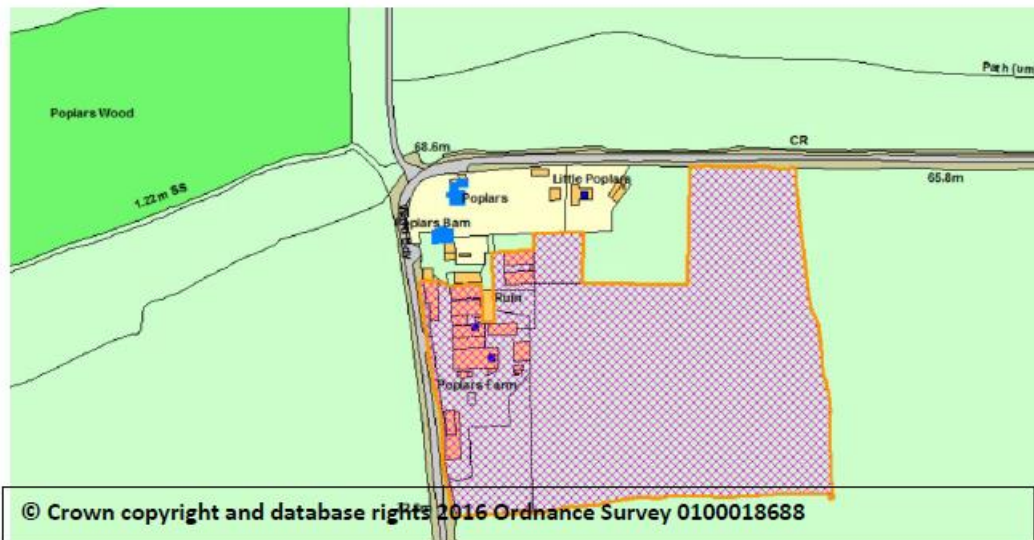 Path (um
Poplars Wood
CR
68.6m
Little Poplars
65.8m
1.22m SS
Poplars
Poplars Barn
Ruin
Poplars Farm
© Crown copyright and database rights 2016 Ordnance Survey 0100018688